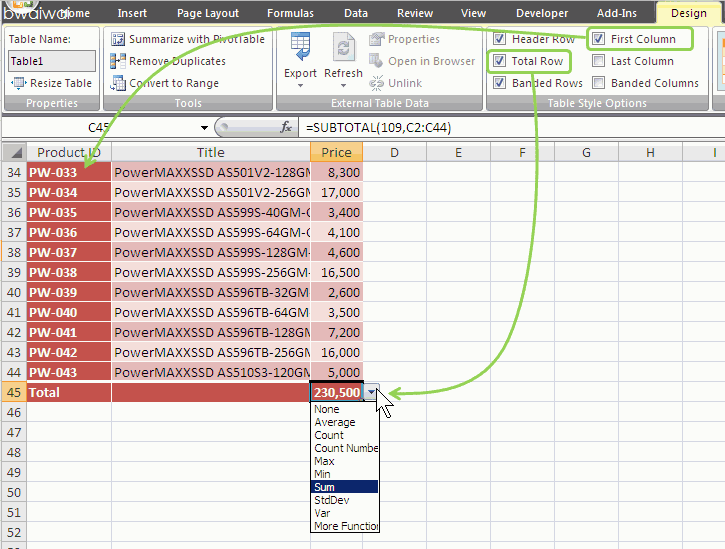 bwaiwai
Home Insert Page Layout Formulas Data Review View Developer Add-Ins Design
Table Name: Summarize with PivotTable Properties Header Row First Column
Table1 Remove Duplicates Export Refresh Open in Browser Total Row Last Column
Resize Table Convert to Range Unlink Banded Rows Banded Columns
Properties Tools External Table Data Table Style Options
C45 fx =SUBTOTAL(109,C2:C44)
Product ID Title Price D E F G H I
34 PW-033 PowerMAXXSSD AS501V2-128GM 8,300
35 PW-034 PowerMAXXSSD AS501V2-256GM 17,000
36 PW-035 PowerMAXXSSD AS599S-40GM-C 3,400
37 PW-036 PowerMAXXSSD AS599S-64GM-C 4,100
38 PW-037 PowerMAXXSSD AS599S-128GM- 4,600
39 PW-038 PowerMAXXSSD AS599S-256GM- 16,500
40 PW-039 PowerMAXXSSD AS596TB-32GM- 2,600
41 PW-040 PowerMAXXSSD AS596TB-64GM- 3,500
42 PW-041 PowerMAXXSSD AS596TB-128GM 7,200
43 PW-042 PowerMAXXSSD AS596TB-256GM 16,000
44 PW-043 PowerMAXXSSD AS510S3-120GM 5,000
45 Total 230,500
46 None
47 Average
Count
48 Count Numbe
Max
49 Min
50 Sum
StdDev
51 Var
52 More Function
53